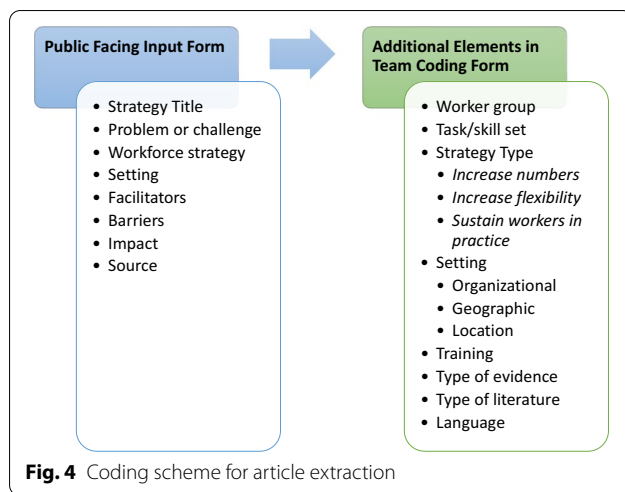 Public Facing Input Form
• Strategy Title
• Problem or challenge
• Workforce strategy
• Setting
• Facilitators
• Barriers
• Impact
• Source
Additional Elements in
Team Coding Form
• Worker group
• Task/skill set
• Strategy Type
• Increase numbers
• Increase flexibility
• Sustain workers in
practice
• Setting
• Organizational
• Geographic
• Location
• Training
• Type of evidence
• Type of literature
• Language
Fig. 4 Coding scheme for article extraction